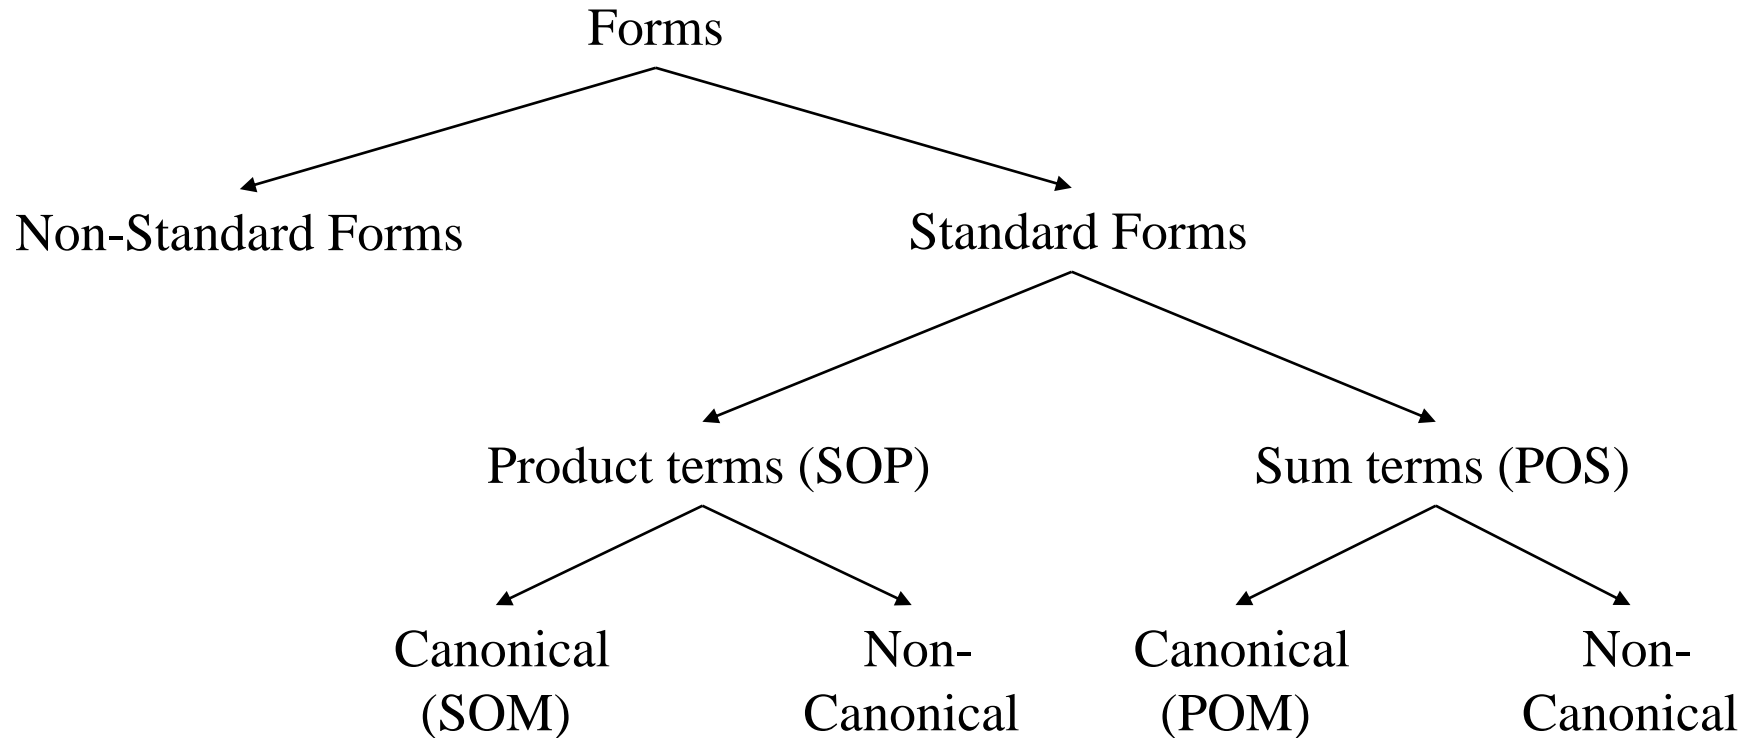 Forms
Non-Standard Forms
Standard Forms
Product terms (SOP)
Sum terms (POS)
Canonical
(SOM)
Non-
Canonical
Canonical
(POM)
Non-
Canonical